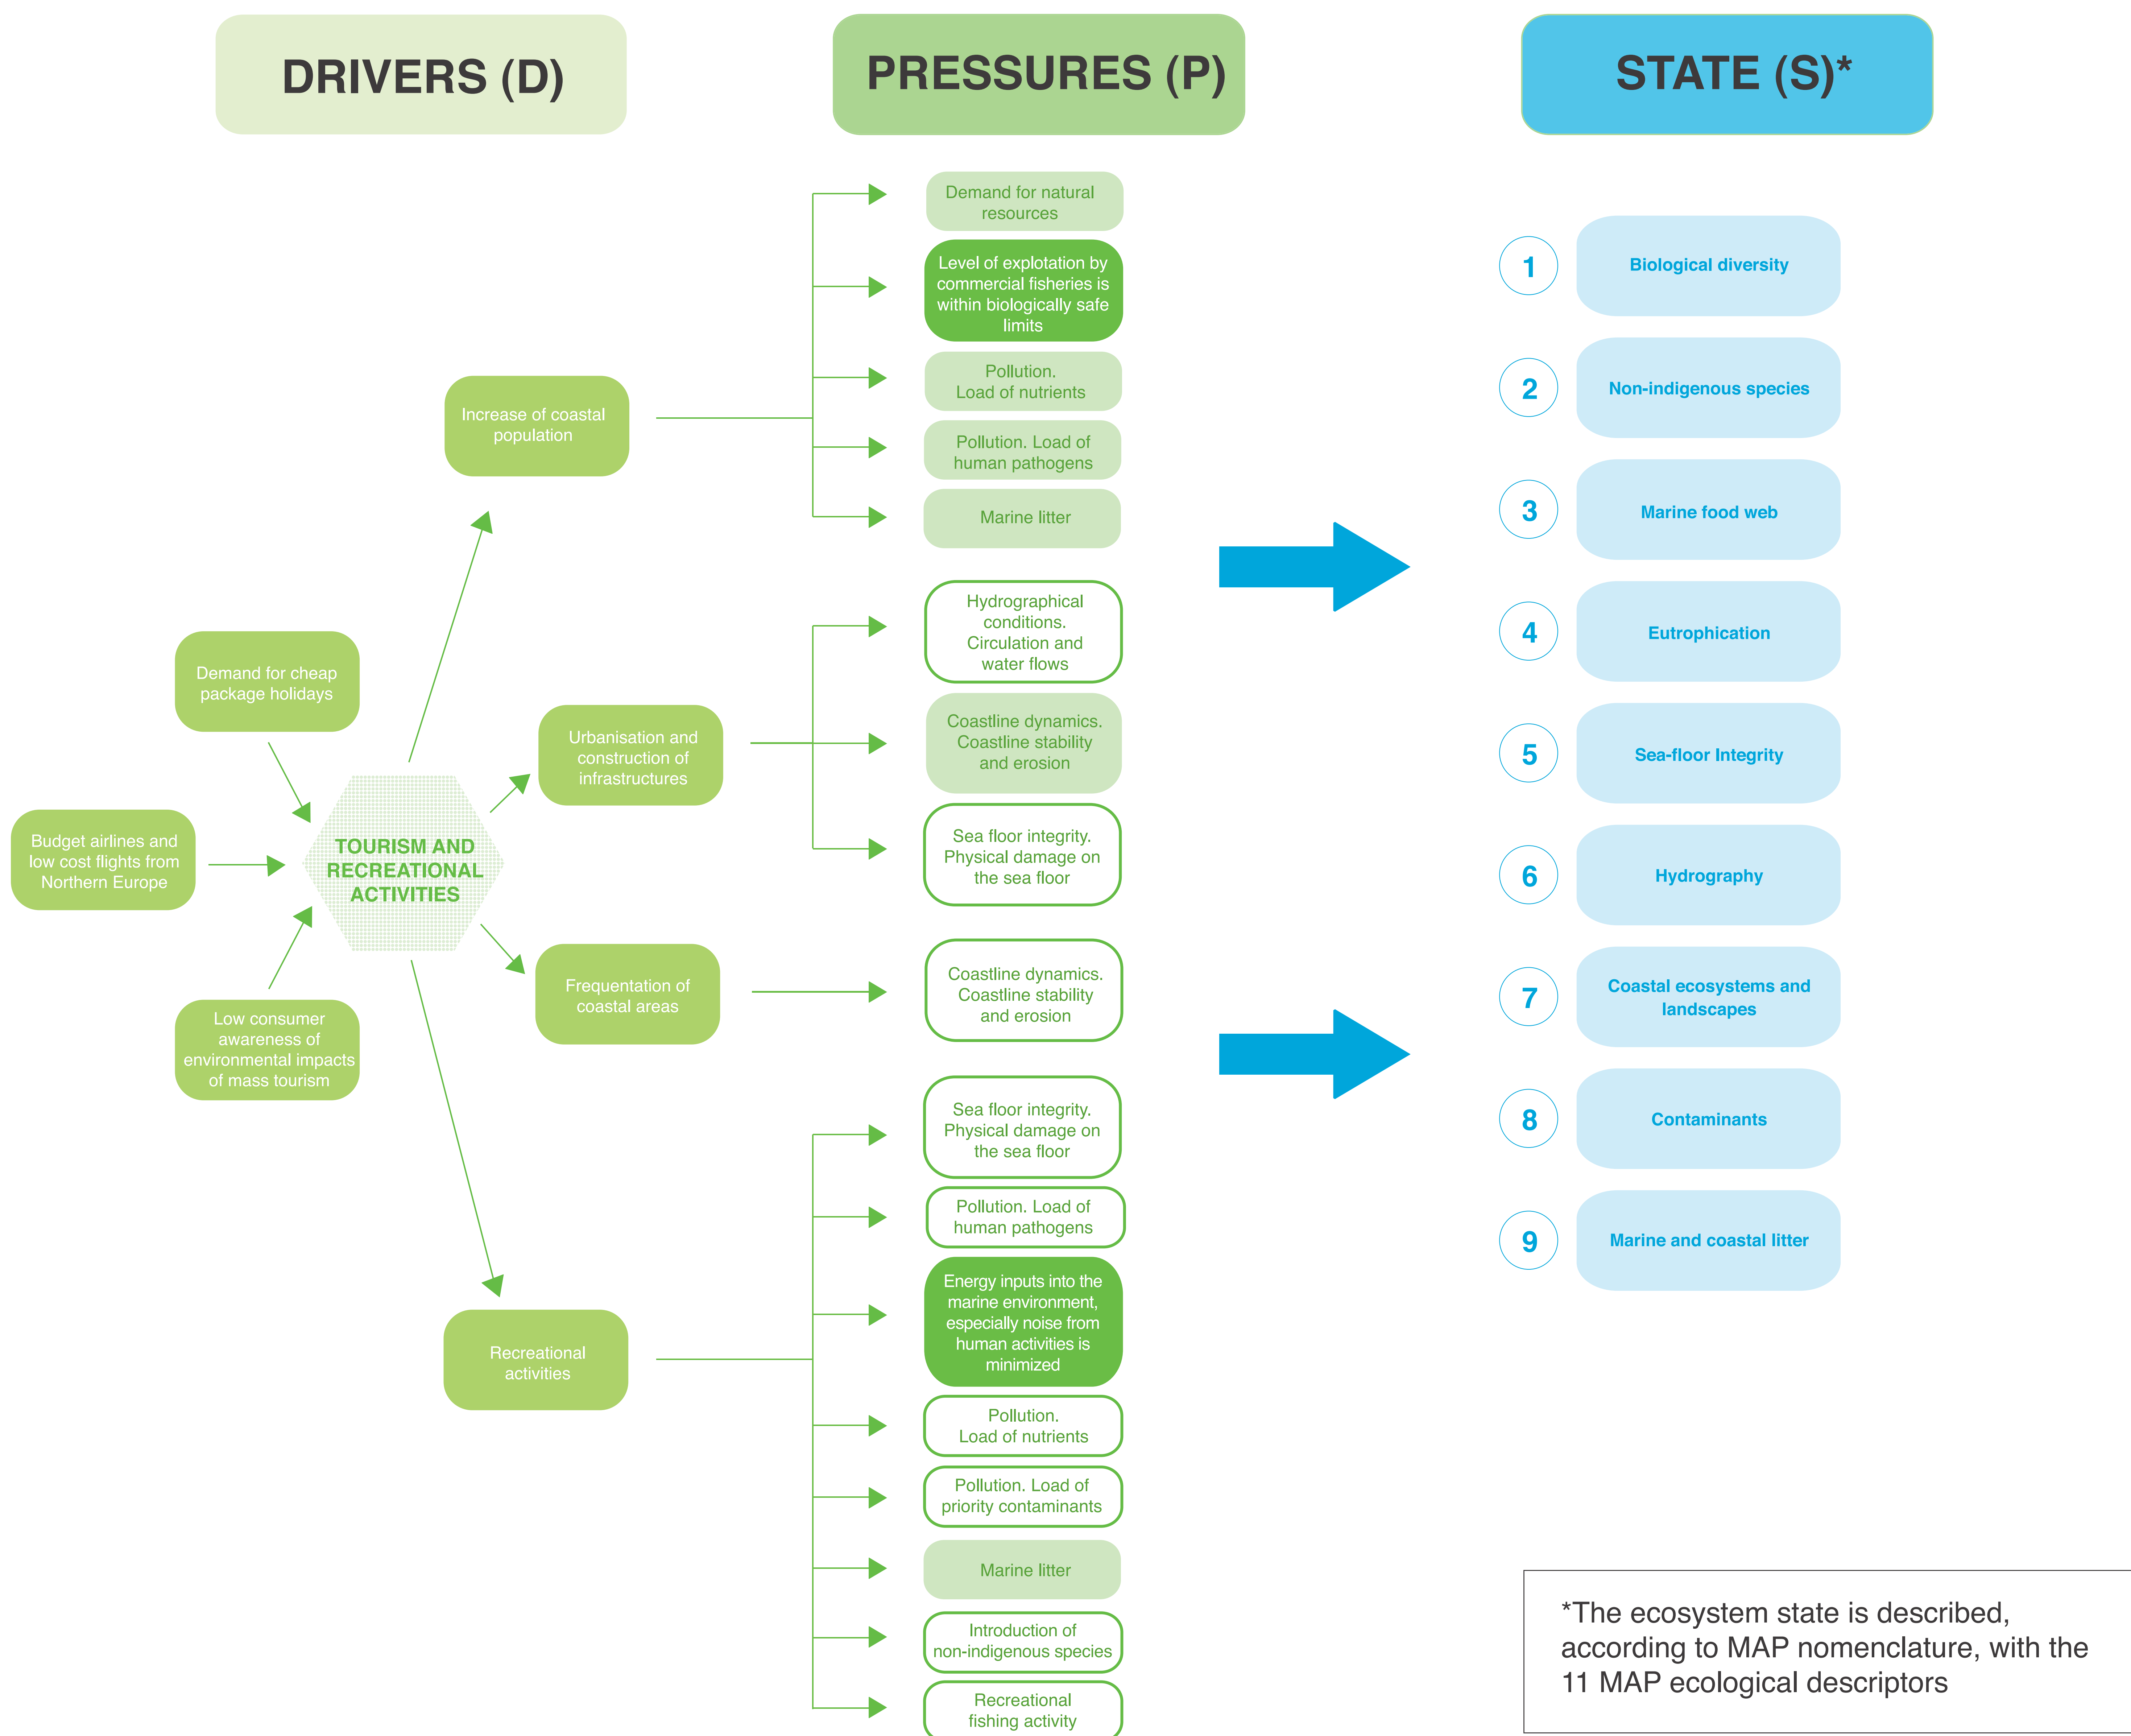 DRIVERS (D)
PRESSURES (P)
STATE (S)*
Demand for cheap
package holidays
Budget airlines and
low cost flights from
Northern Europe
Low consumer
awareness of
environmental impacts
of mass tourism
TOURISM AND
RECREATIONAL
ACTIVITIES
Increase of coastal
population
Urbanisation and
construction of
infrastructures
Frequentation of
coastal areas
Recreational
activities
Demand for natural
resources
Level of explotation by
commercial fisheries is
within biologically safe
limits
Pollution.
Load of nutrients
Pollution. Load of
human pathogens
Marine litter
Hydrographical
conditions.
Circulation and
water flows
Coastline dynamics.
Coastline stability
and erosion
Sea floor integrity.
Physical damage on
the sea floor
Coastline dynamics.
Coastline stability
and erosion
Sea floor integrity.
Physical damage on
the sea floor
Pollution. Load of
human pathogens
Energy inputs into the
marine environment,
especially noise from
human activities is
minimized
Pollution.
Load of nutrients
Pollution. Load of
priority contaminants
Marine litter
Introduction of
non-indigenous species
Recreational
fishing activity
1 Biological diversity
2 Non-indigenous species
3 Marine food web
4 Eutrophication
5 Sea-floor Integrity
6 Hydrography
7 Coastal ecosystems and
landscapes
8 Contaminants
9 Marine and coastal litter
*The ecosystem state is described,
according to MAP nomenclature, with the
11 MAP ecological descriptors